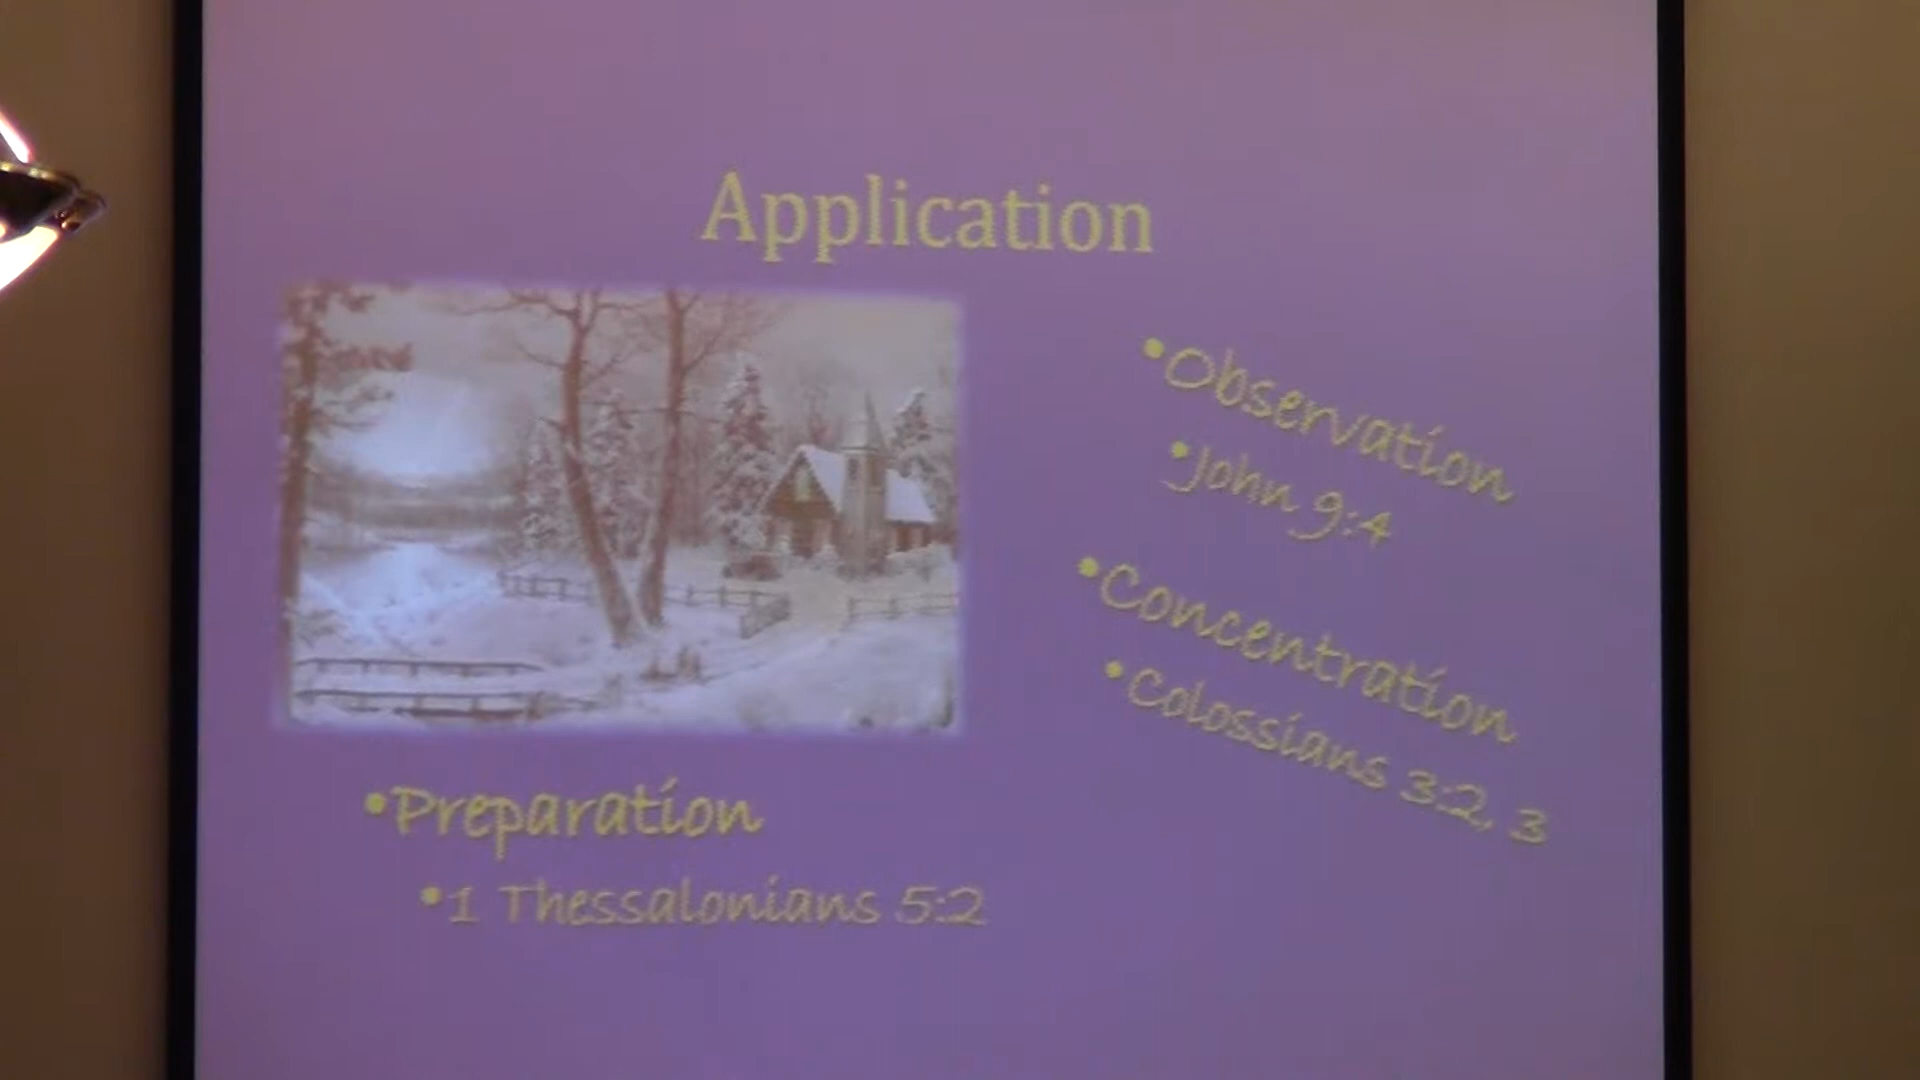 Application
•Observation
•John 9:4
•Concentration
•Colossians 3:2, 3
•Preparation
•1 Thessalonians 5:2